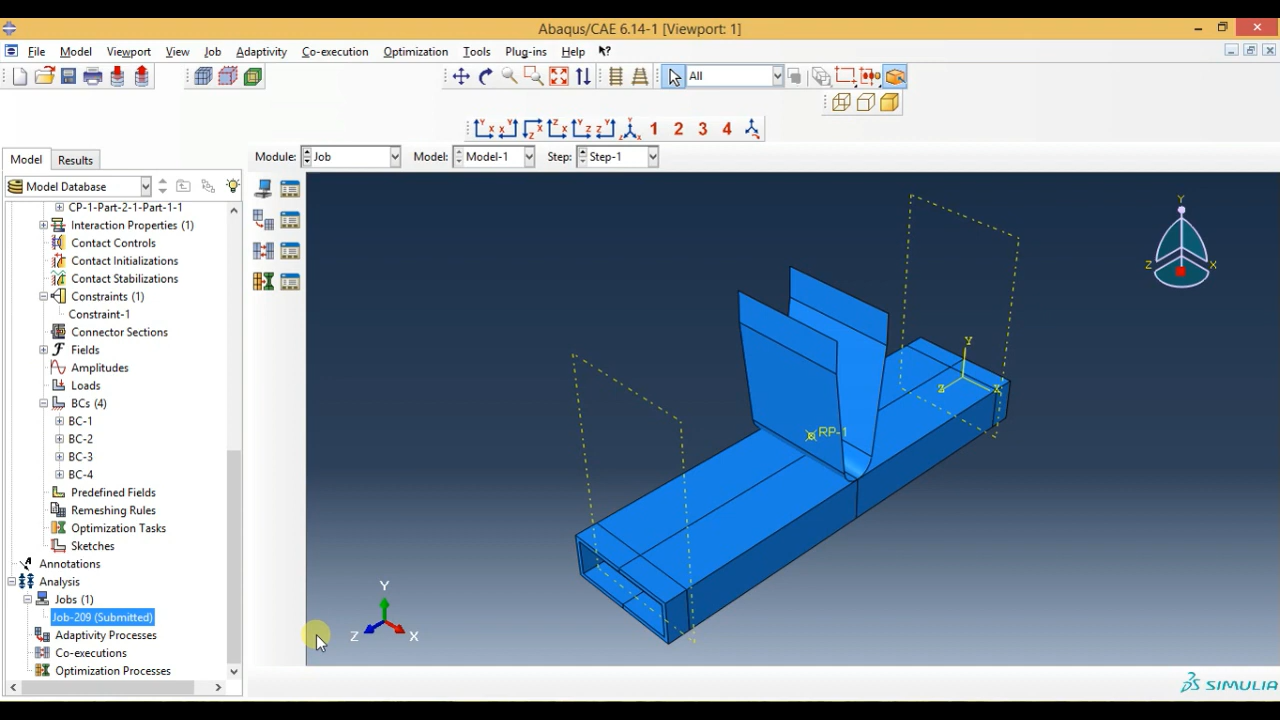 Abaqus/CAE 6.14-1 [Viewport: 1]
File Model Viewport View Job Adaptivity Co-execution Optimization Tools Plug-ins Help
All
1 2 3 4
Model Results Module: Job Model: Model-1 Step: Step-1
Model Database
CP-1-Part-2-1-Part-1-1
Interaction Properties (1)
Contact Controls
Contact Initializations
Contact Stabilizations
Constraints (1)
Constraint-1
Connector Sections
Fields
Amplitudes
Loads
BCs (4)
BC-1
BC-2
BC-3
BC-4
Predefined Fields
Remeshing Rules
Optimization Tasks
Sketches
Annotations
Analysis
Jobs (1)
Job-209 (Submitted)
Adaptivity Processes
Co-executions
Optimization Processes
Y
Z X
Y
Z X
RP-1
Y
Z X
SIMULIA